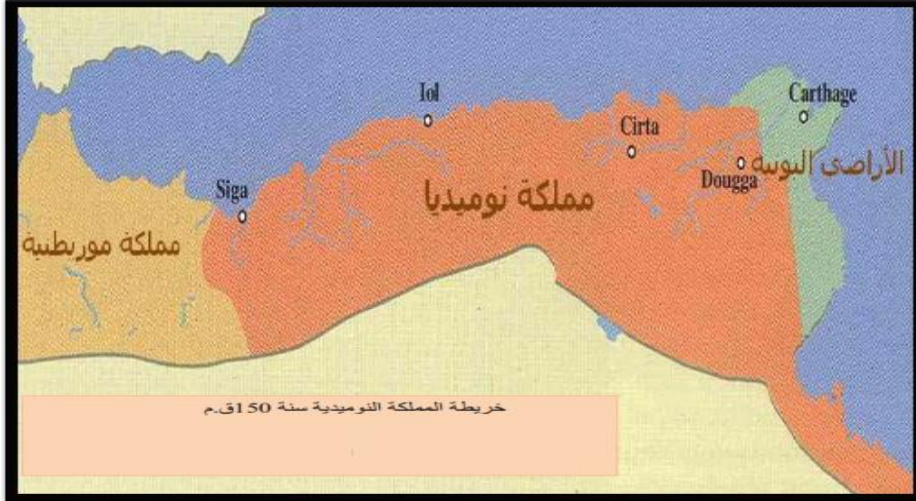 Iol
Carthage
Cirta
الأراضي البونية
Dougga
Siga
مملكة نوميديا
مملكة موريطنية
خريطة المملكة النوميدية سنة 150ق.م